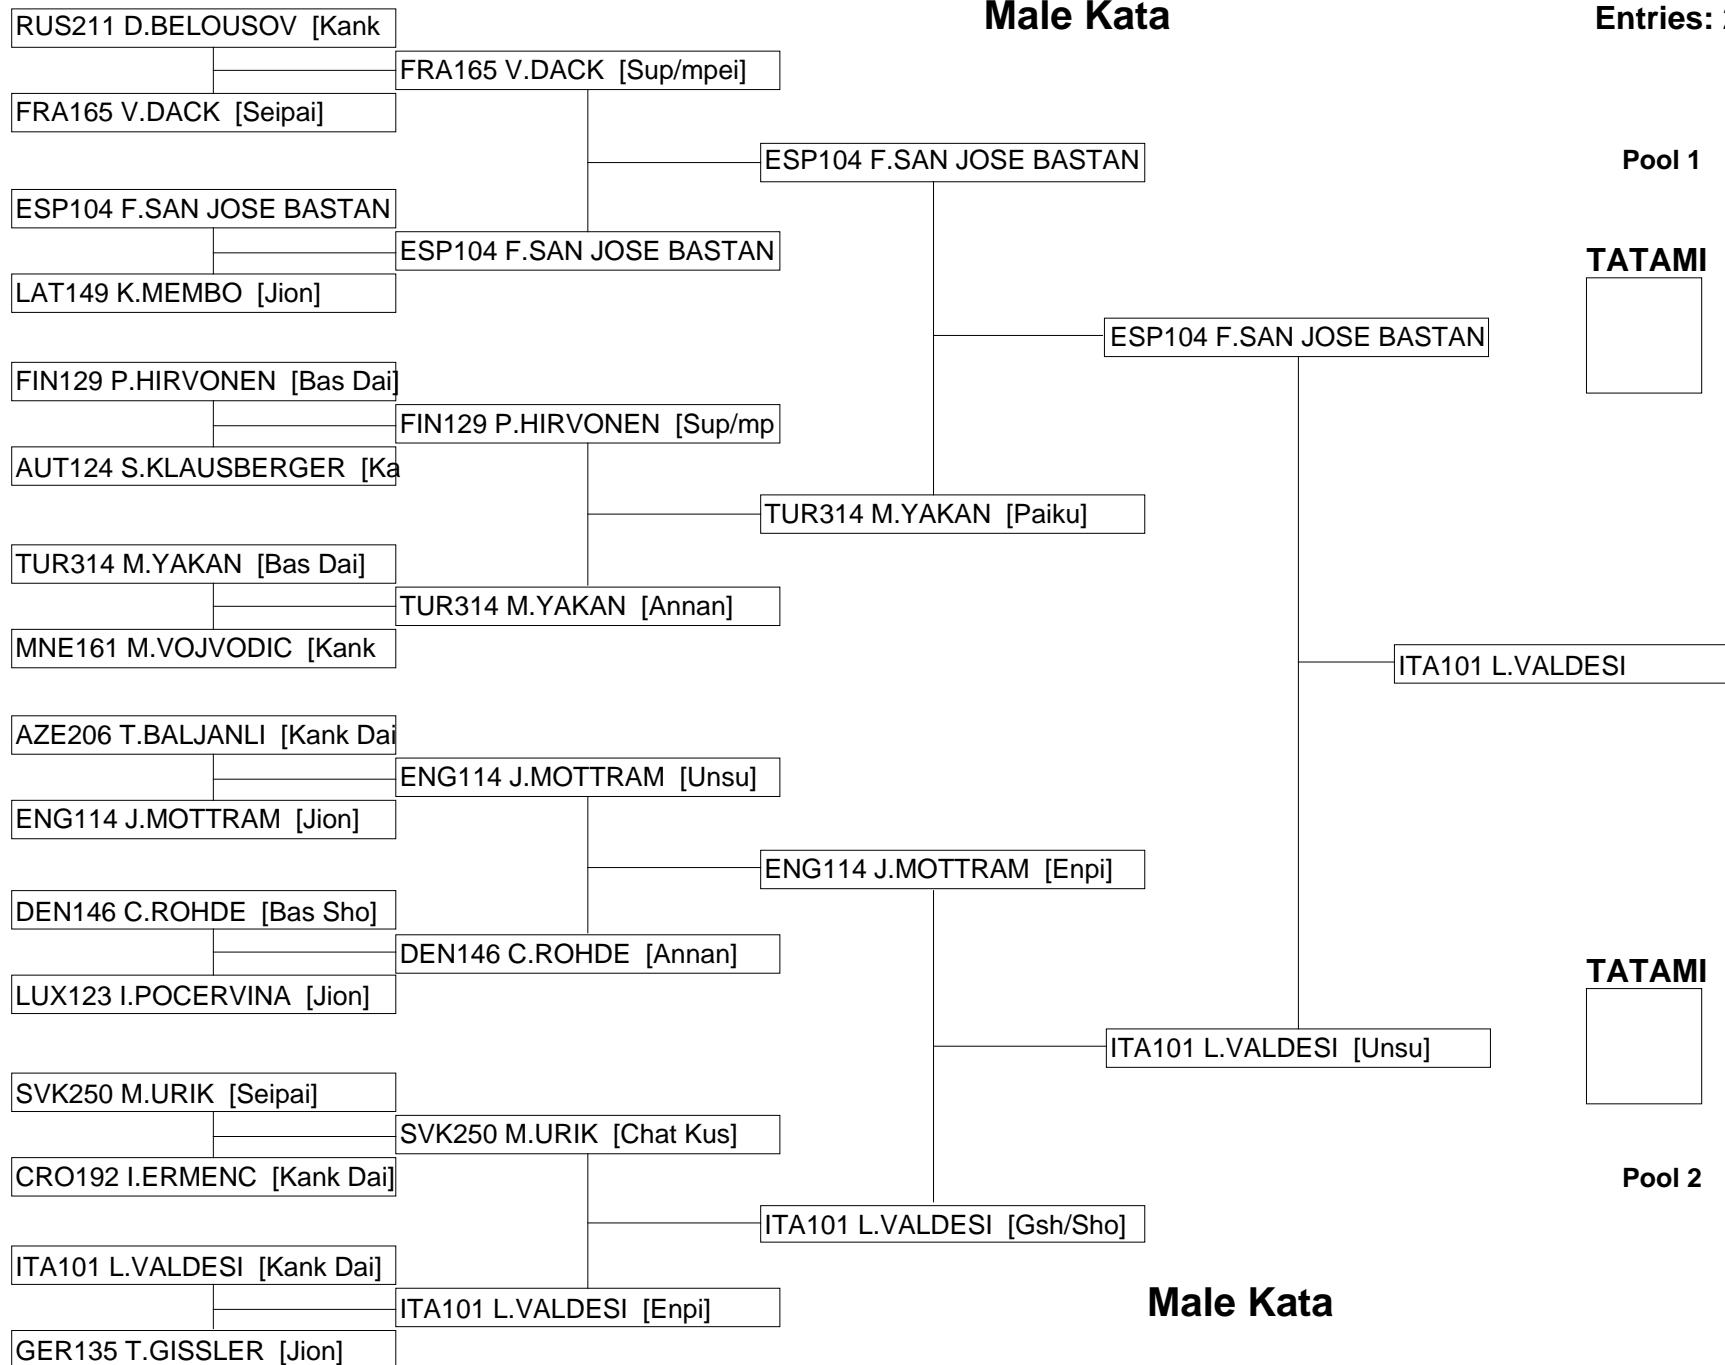 Male Kata
Entries:
RUS211 D.BELOUSOV [Kank
FRA165 V.DACK [Sup/mpei]
FRA165 V.DACK [Seipai]
ESP104 F.SAN JOSE BASTAN
Pool 1
ESP104 F.SAN JOSE BASTAN
ESP104 F.SAN JOSE BASTAN
TATAMI
LAT149 K.MEMBO [Jion]
ESP104 F.SAN JOSE BASTAN
FIN129 P.HIRVONEN [Bas Dai]
FIN129 P.HIRVONEN [Sup/mp
AUT124 S.KLAUSBERGER [Ka
TUR314 M.YAKAN [Paiku]
TUR314 M.YAKAN [Bas Dai]
TUR314 M.YAKAN [Annan]
MNE161 M.VOJVODIC [Kank
ITA101 L.VALDESI
AZE206 T.BALJANLI [Kank Dai
ENG114 J.MOTTRAM [Unsu]
ENG114 J.MOTTRAM [Jion]
ENG114 J.MOTTRAM [Enpi]
DEN146 C.ROHDE [Bas Sho]
DEN146 C.ROHDE [Annan]
TATAMI
LUX123 I.POCERVINA [Jion]
ITA101 L.VALDESI [Unsu]
SVK250 M.URIK [Seipai]
SVK250 M.URIK [Chat Kus]
CRO192 I.ERMENC [Kank Dai]
Pool 2
ITA101 L.VALDESI [Gsh/Sho]
ITA101 L.VALDESI [Kank Dai]
ITA101 L.VALDESI [Enpi]
Male Kata
GER135 T.GISSLER [Jion]